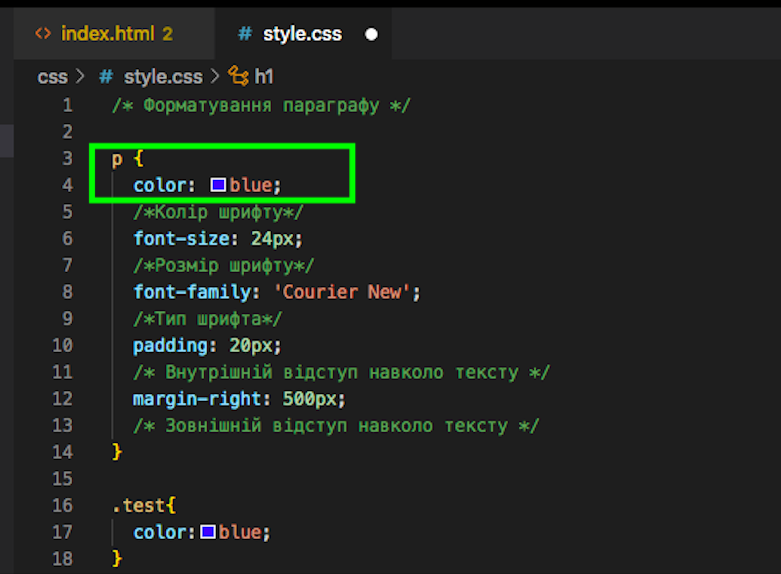 <> index.html 2 # style.css ●
css > # style.css > h1
1 /* Форматування параграфу */
2
3 p {
4 color: blue;
5 /*Колір шрифту*/
6 font-size: 24px;
7 /*Розмір шрифту*/
8 font-family: 'Courier New';
9 /*Тип шрифта*/
10 padding: 20px;
11 /* Внутрішній відступ навколо тексту */
12 margin-right: 500px;
13 /* Зовнішній відступ навколо тексту */
14 }
15
16 .test{
17 color:blue;
18 }